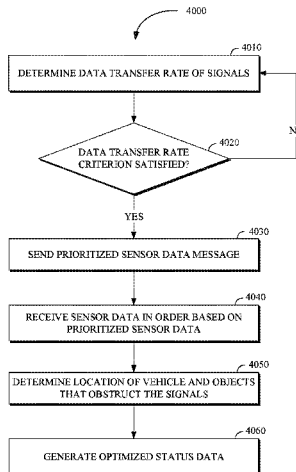 4000
4010
DETERMINE DATA TRANSFER RATE OF SIGNALS
4020
DATA TRANSFER RATE
CRITERION SATISFIED?
N
YES
4030
SEND PRIORITIZED SENSOR DATA MESSAGE
4040
RECEIVE SENSOR DATA IN ORDER BASED ON
PRIORITIZED SENSOR DATA
4050
DETERMINE LOCATION OF VEHICLE AND OBJECTS
THAT OBSTRUCT THE SIGNALS
4060
GENERATE OPTIMIZED STATUS DATA